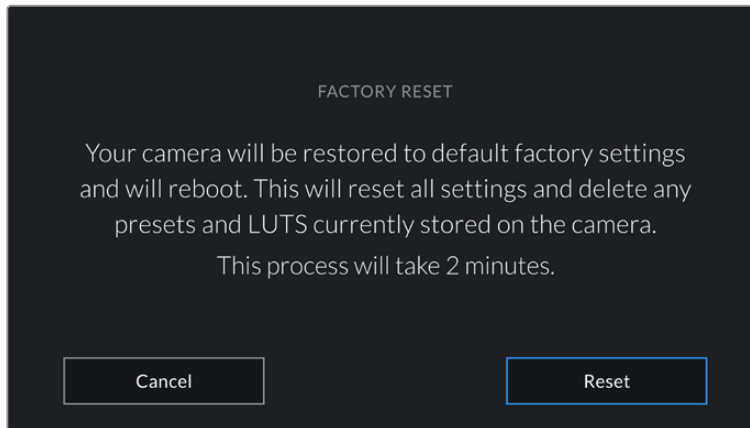 FACTORY RESET
Your camera will be restored to default factory settings
and will reboot. This will reset all settings and delete any
presets and LUTS currently stored on the camera.
This process will take 2 minutes.
Cancel
Reset